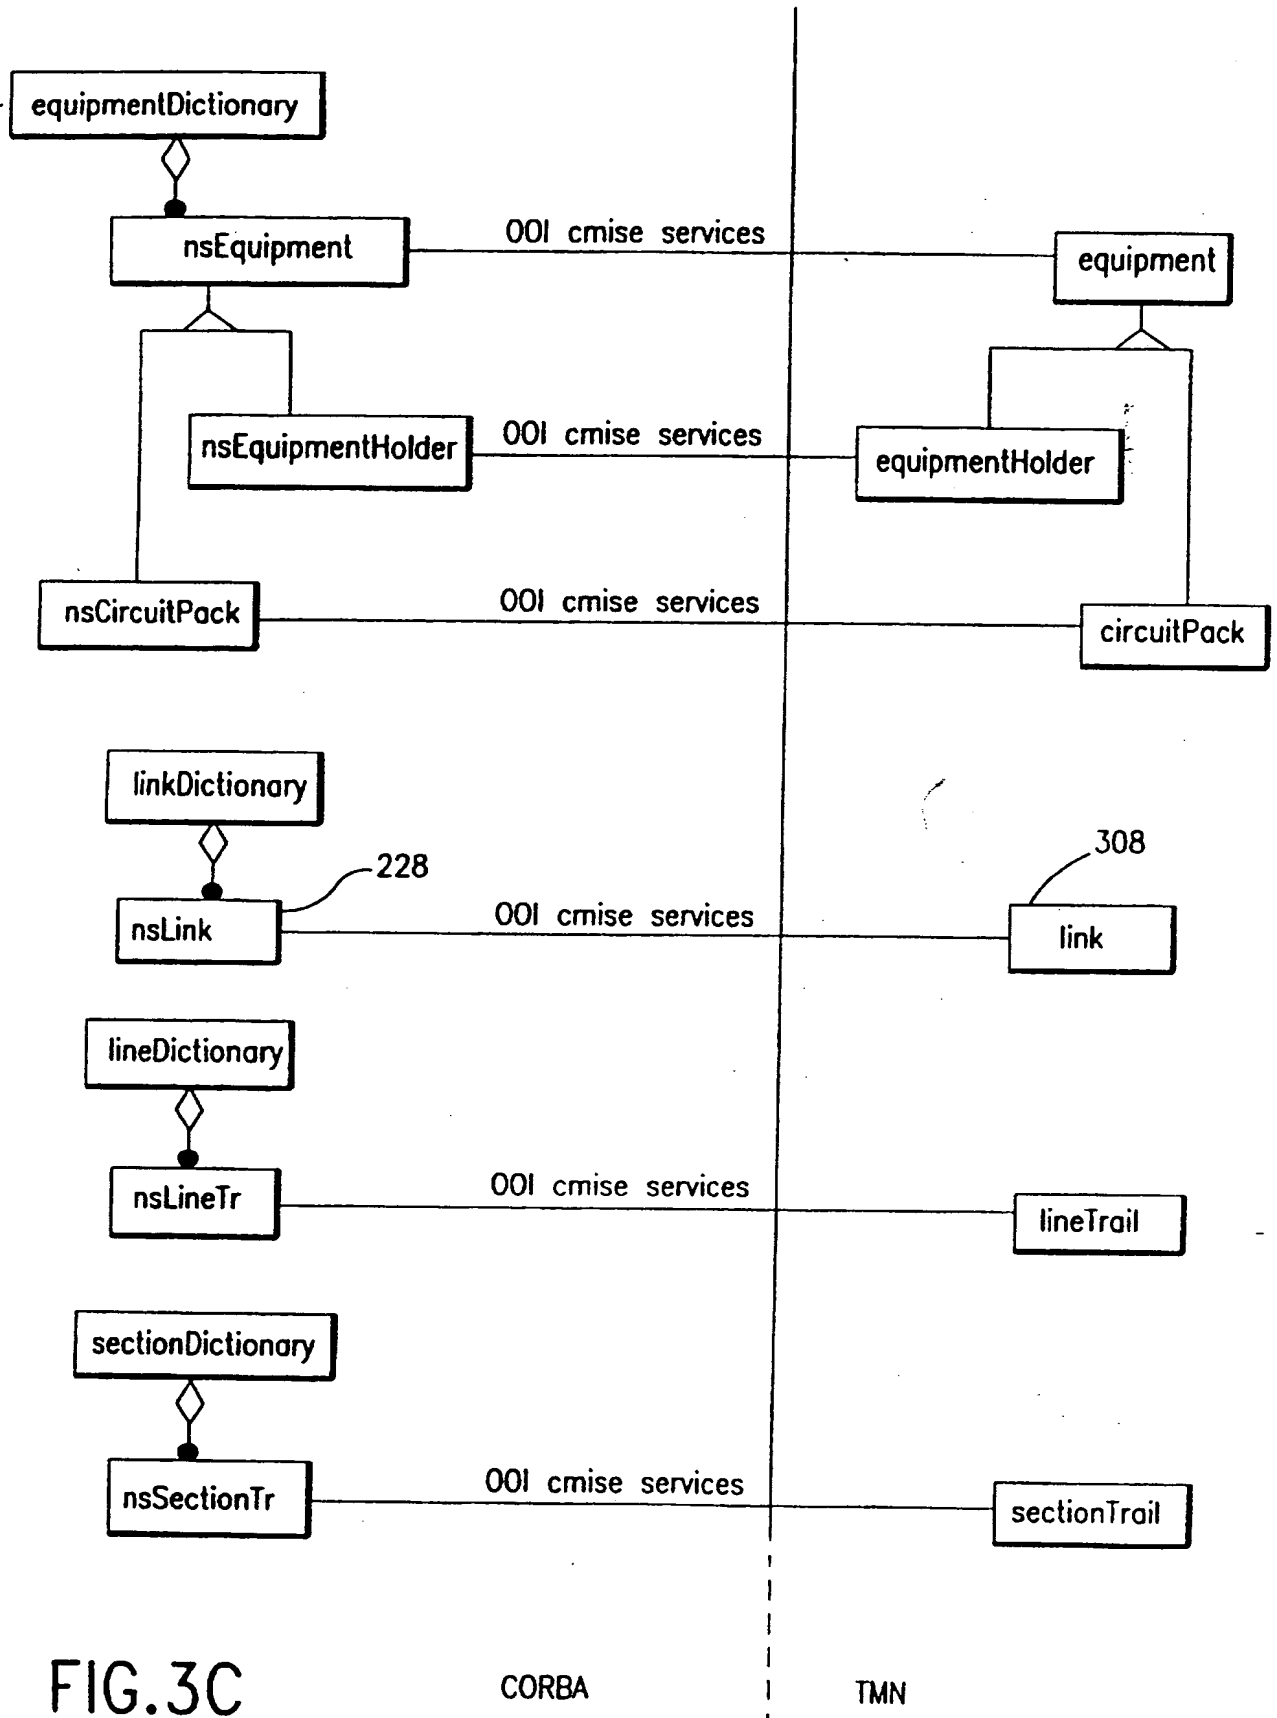 equipmentDictionary
nsEquipment
OOI cmise services
equipment
nsEquipmentHolder
OOI cmise services
equipmentHolder
nsCircuitPack
OOI cmise services
circuitPack
linkDictionary
228
308
nsLink
OOI cmise services
link
lineDictionary
nsLineTr
OOI cmise services
lineTrail
sectionDictionary
nsSectionTr
OOI cmise services
sectionTrail
FIG.3C
CORBA
TMN